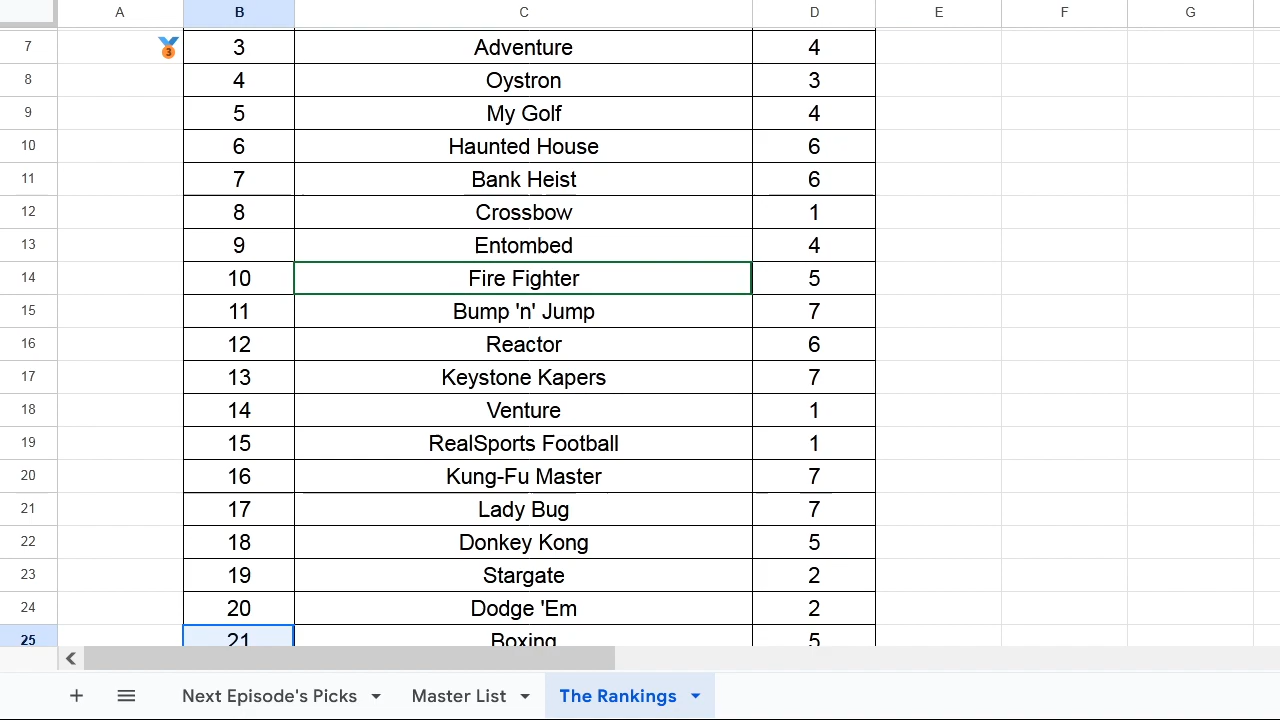 A B C D E F G
7 3 3 Adventure 4
8 4 Oystron 3
9 5 My Golf 4
10 6 Haunted House 6
11 7 Bank Heist 6
12 8 Crossbow 1
13 9 Entombed 4
14 10 Fire Fighter 5
15 11 Bump 'n' Jump 7
16 12 Reactor 6
17 13 Keystone Kapers 7
18 14 Venture 1
19 15 RealSports Football 1
20 16 Kung-Fu Master 7
21 17 Lady Bug 7
22 18 Donkey Kong 5
23 19 Stargate 2
24 20 Dodge 'Em 2
25 21 Boxing 5
Next Episode's Picks Master List The Rankings